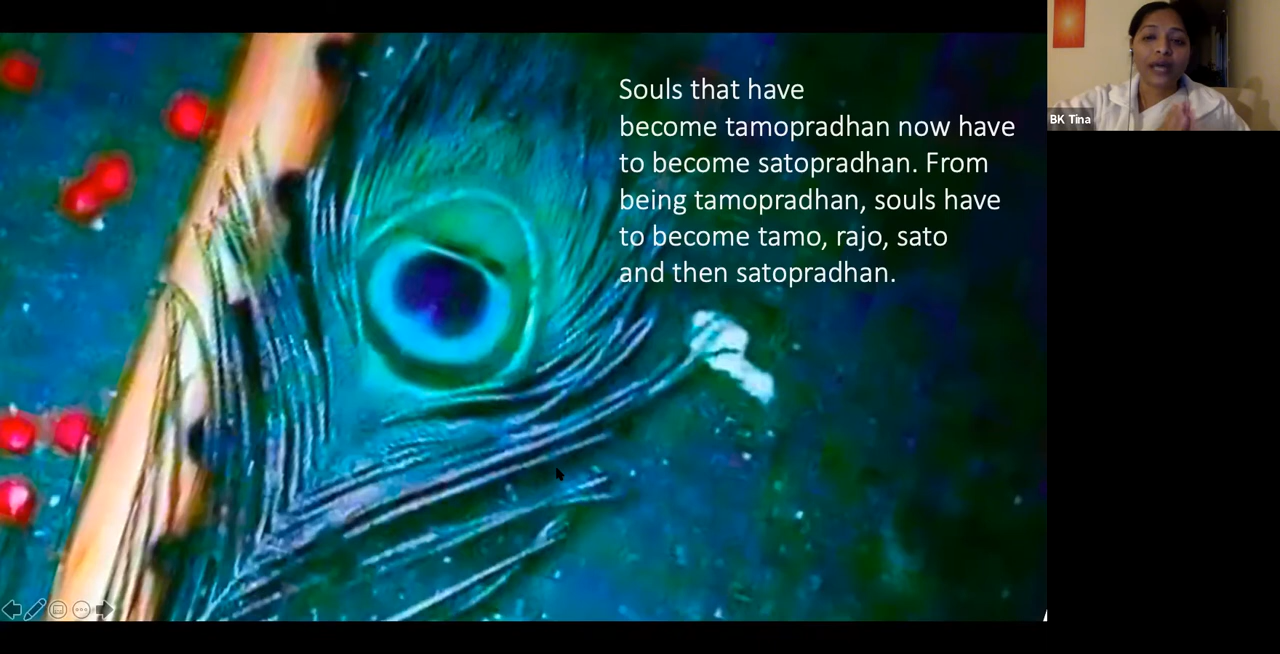 Souls that have
become tamopradhan now have
to become satopradhan. From
being tamopradhan, souls have
to become tamo, rajo, sato
and then satopradhan.
BK Tina